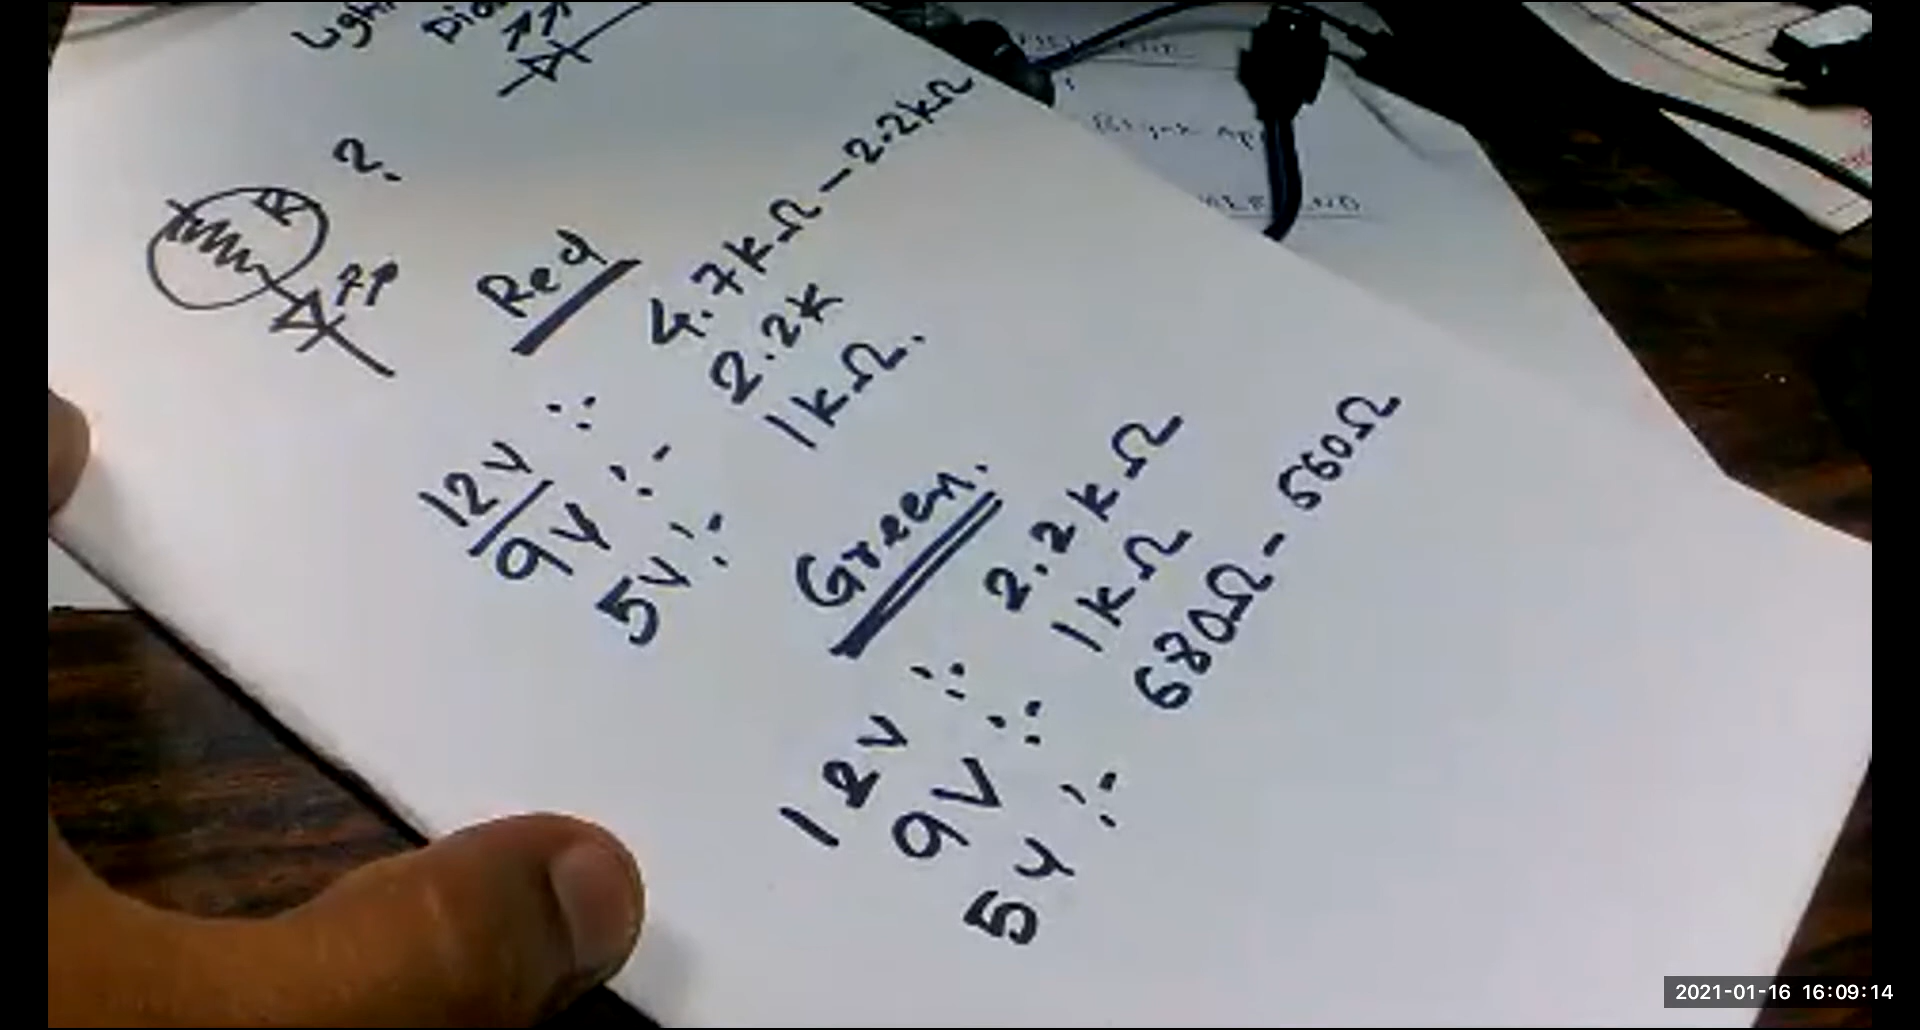 2.
R
Red
12V : 4.7kΩ - 2.2kΩ
9V : 2.2k
5V : 1kΩ.
Green.
12V : 2.2kΩ
9V : 1kΩ
5V : 680Ω - 560Ω
2021-01-16 16:09:14